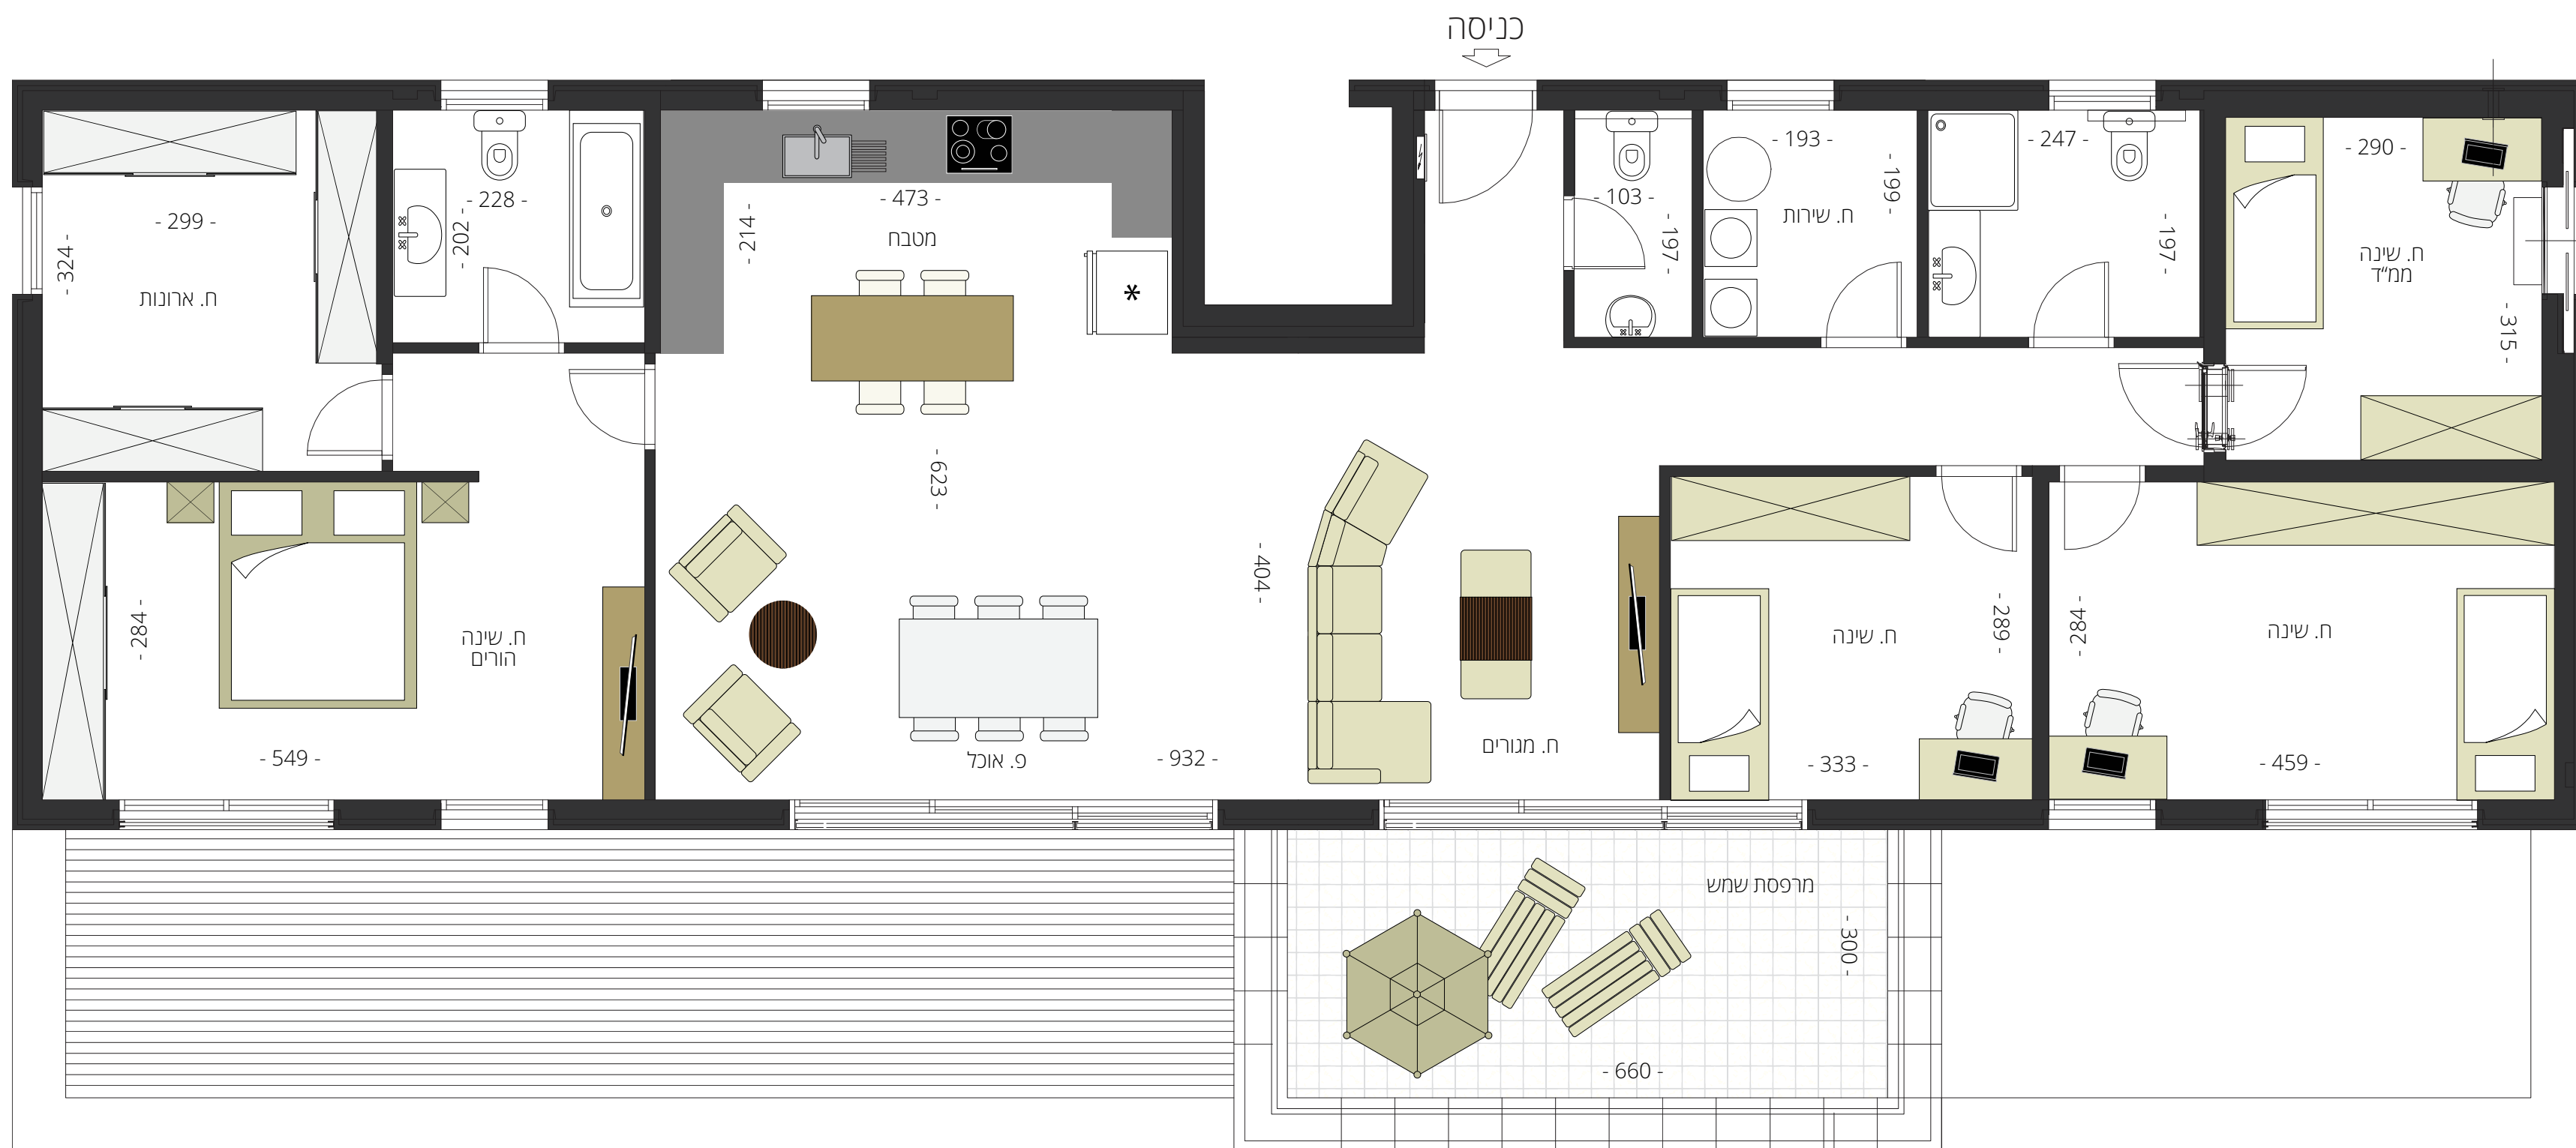 כניסה
- 299 -
- 324 -
ח. ארונות
- 228 -
- 202 -
- 473 -
- 214 -
מטבח
*
- 103 -
- 197 -
- 193 -
- 199 -
ח. שירות
- 247 -
- 197 -
- 290 -
ח. שינה
ממ"ד
- 315 -
- 284 -
ח. שינה
הורים
- 549 -
- 623 -
- 404 -
פ. אוכל
- 932 -
ח. מגורים
ח. שינה
- 289 -
- 333 -
- 284 -
ח. שינה
- 459 -
מרפסת שמש
- 300 -
- 660 -